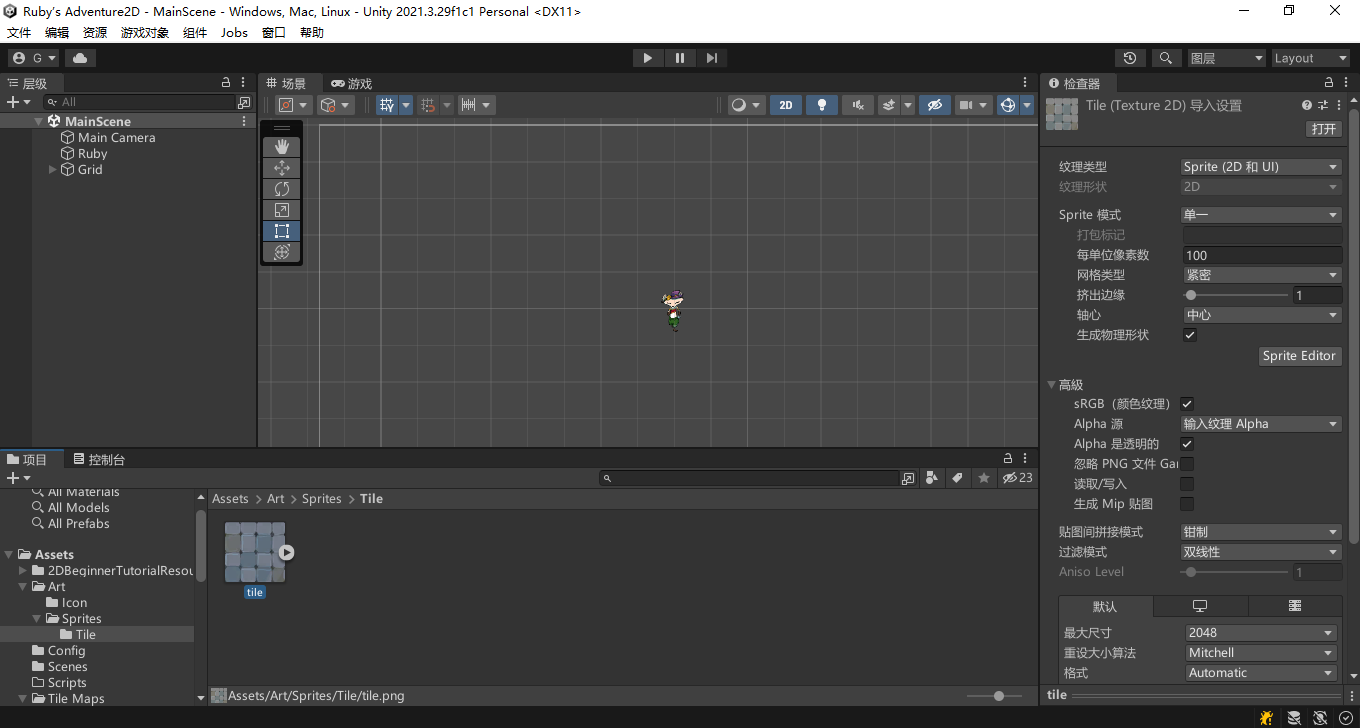 Ruby's Adventure2D - MainScene - Windows, Mac, Linux - Unity 2021.3.29f1c1 Personal <DX11>
文件 编辑 资源 游戏对象 组件 Jobs 窗口 帮助
G 图层 Layout
层级
All
MainScene
Main Camera
Ruby
Grid
场景 游戏
2D
检查器
Tile (Texture 2D) 导入设置
打开
纹理类型 Sprite (2D 和 UI)
纹理形状 2D
Sprite 模式 单一
打包标记
每单位像素数 100
网格类型 紧密
挤出边缘 1
轴心 中心
生成物理形状
Sprite Editor
高級
sRGB（颜色纹理）
Alpha 源 输入纹理 Alpha
Alpha 是透明的
忽略 PNG 文件 Gar
读取/写入
生成 Mip 贴图
贴图间拼接模式 钳制
过滤模式 双线性
Aniso Level 1
默认
最大尺寸 2048
重设大小算法 Mitchell
格式 Automatic
tile
项目 控制台
23
All Materials
All Models
All Prefabs
Assets
2DBeginnerTutorialResou
Art
Icon
Sprites
Tile
Config
Scenes
Scripts
Tile Maps
Assets > Art > Sprites > Tile
tile
Assets/Art/Sprites/Tile/tile.png